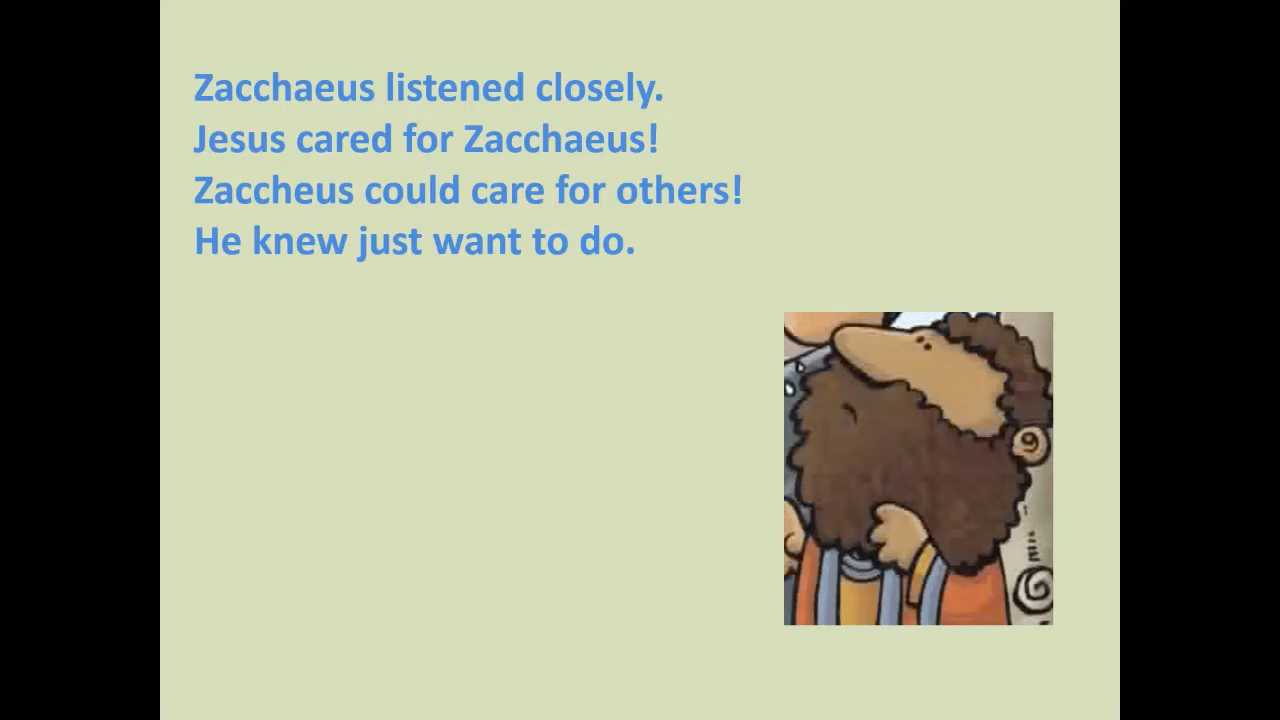 Zacchaeus listened closely.
Jesus cared for Zacchaeus!
Zaccheus could care for others!
He knew just want to do.